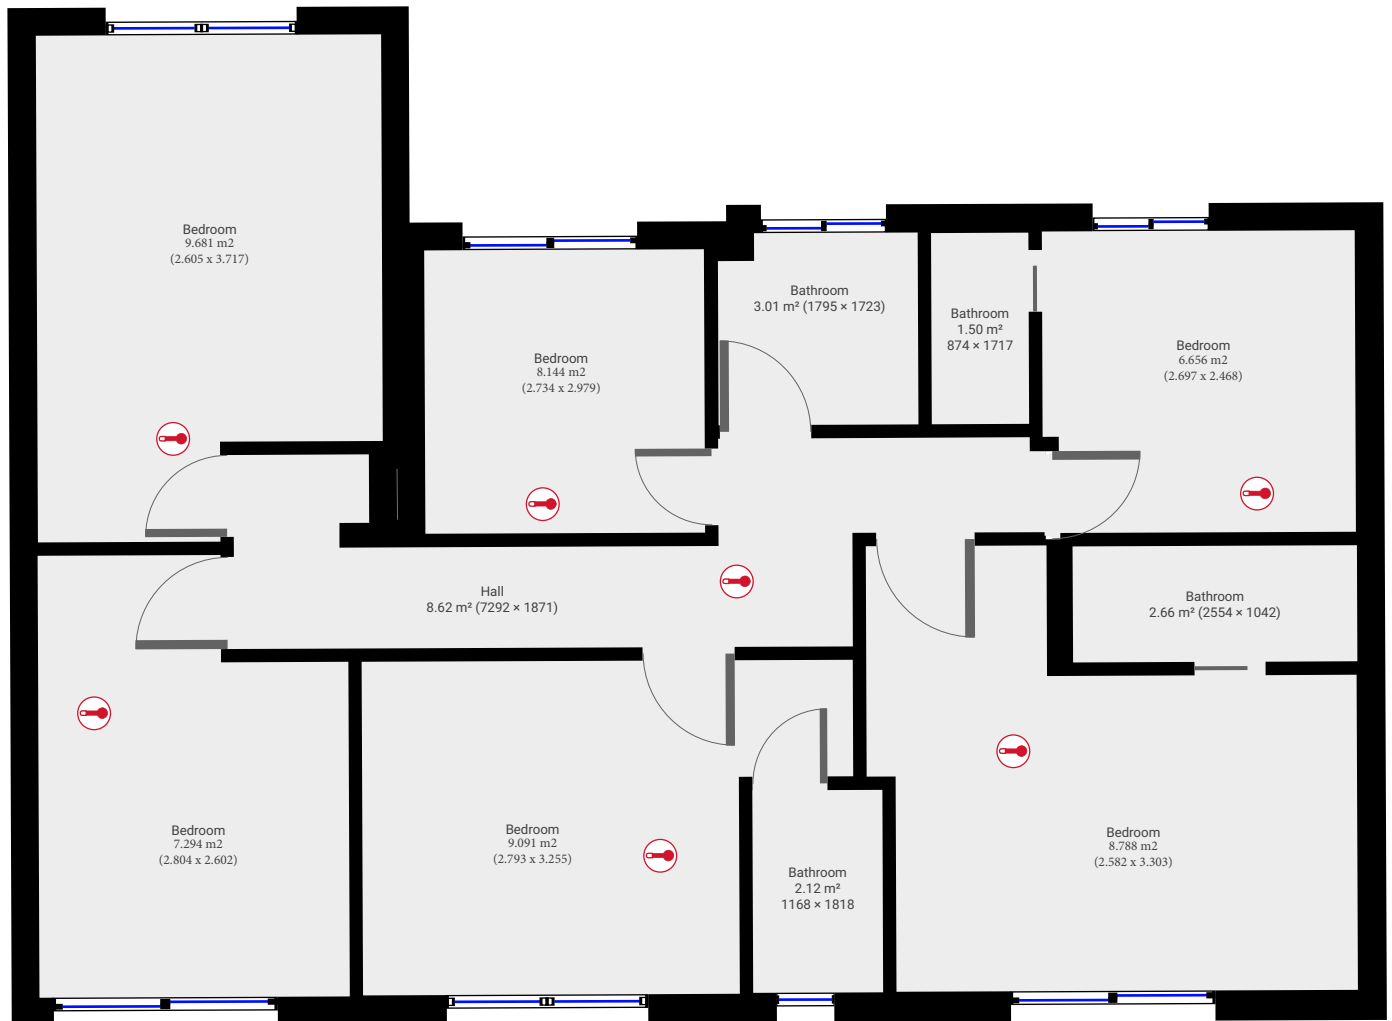 Bedroom
9.681 m2
(2.605 x 3.717)
Bedroom
8.144 m2
(2.734 x 2.979)
Bathroom
3.01 m² (1795 × 1723)
Bathroom
1.50 m²
874 × 1717
Bedroom
6.656 m2
(2.697 x 2.468)
Hall
8.62 m² (7292 × 1871)
Bathroom
2.66 m² (2554 × 1042)
Bedroom
7.294 m2
(2.804 x 2.602)
Bedroom
9.091 m2
(2.793 x 3.255)
Bathroom
2.12 m²
1168 × 1818
Bedroom
8.788 m2
(2.582 x 3.303)